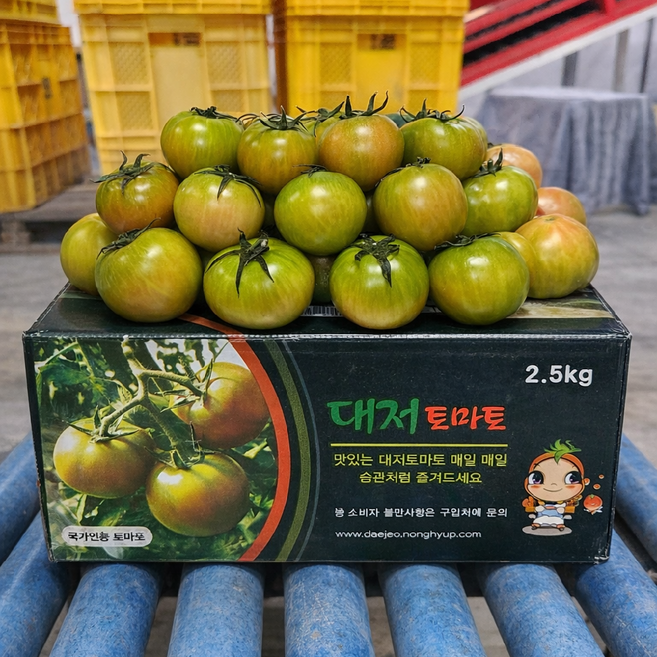 2.5kg
대저 토마토
맛있는 대저토마토 매일 매일
습관처럼 즐겨드세요
봉 소비자 불만사항은 구입처에 문의
www.daejeo.nonghyup.com
국가인증 토마토